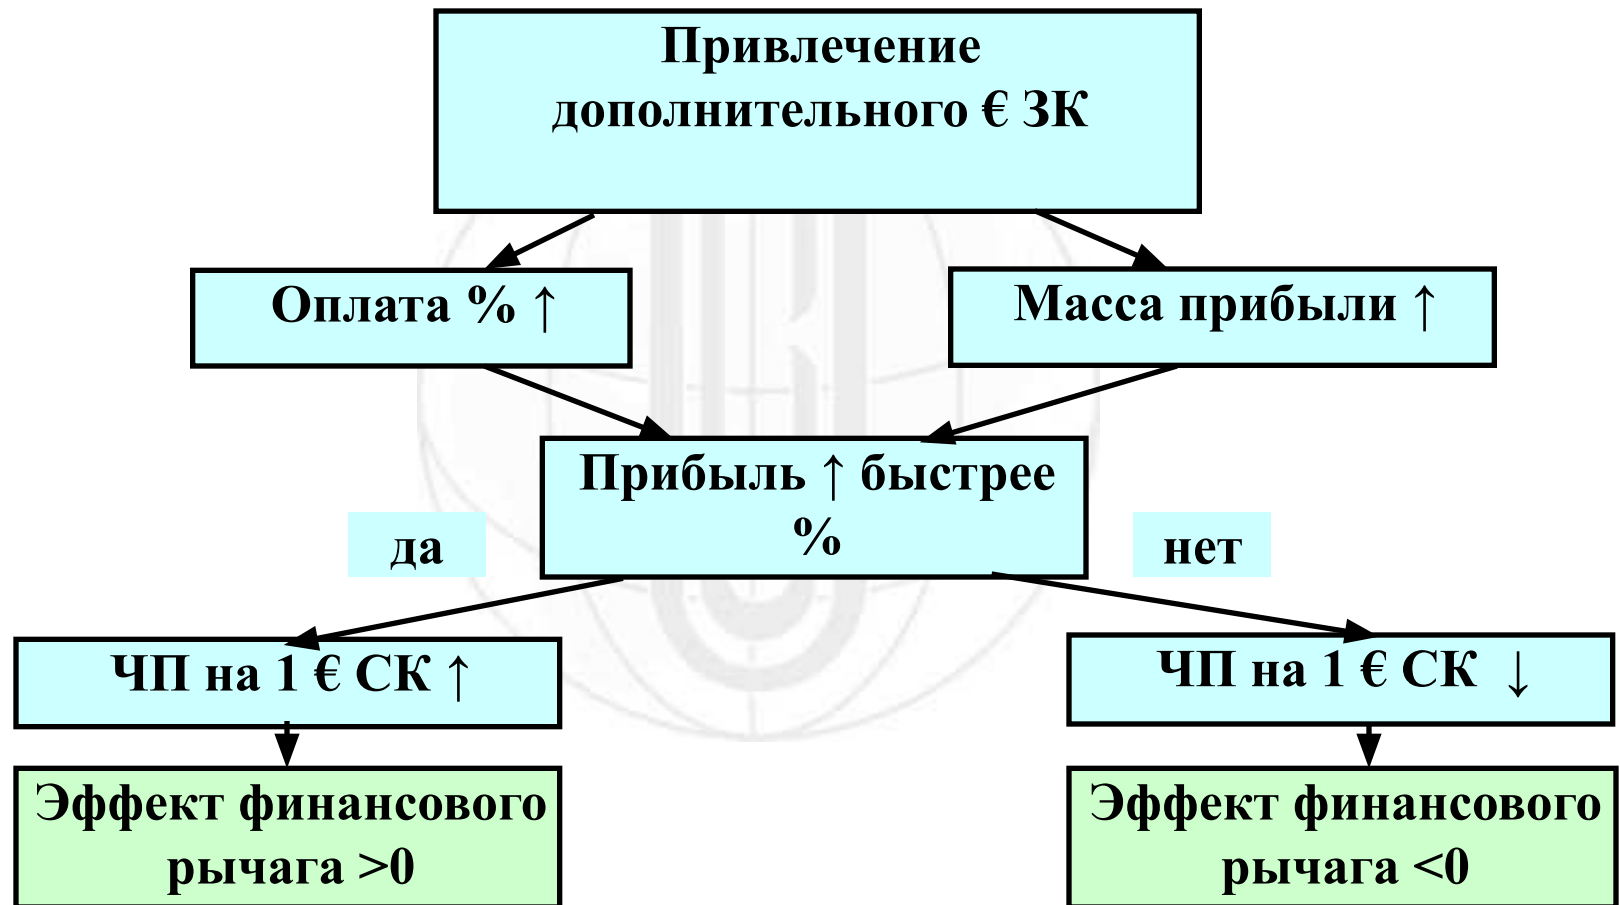 Привлечение
дополнительного € ЗК
Оплата % ↑
Масса прибыли ↑
Прибыль ↑ быстрее
%
да
нет
ЧП на 1 € СК ↑
ЧП на 1 € СК ↓
Эффект финансового
рычага >0
Эффект финансового
рычага <0